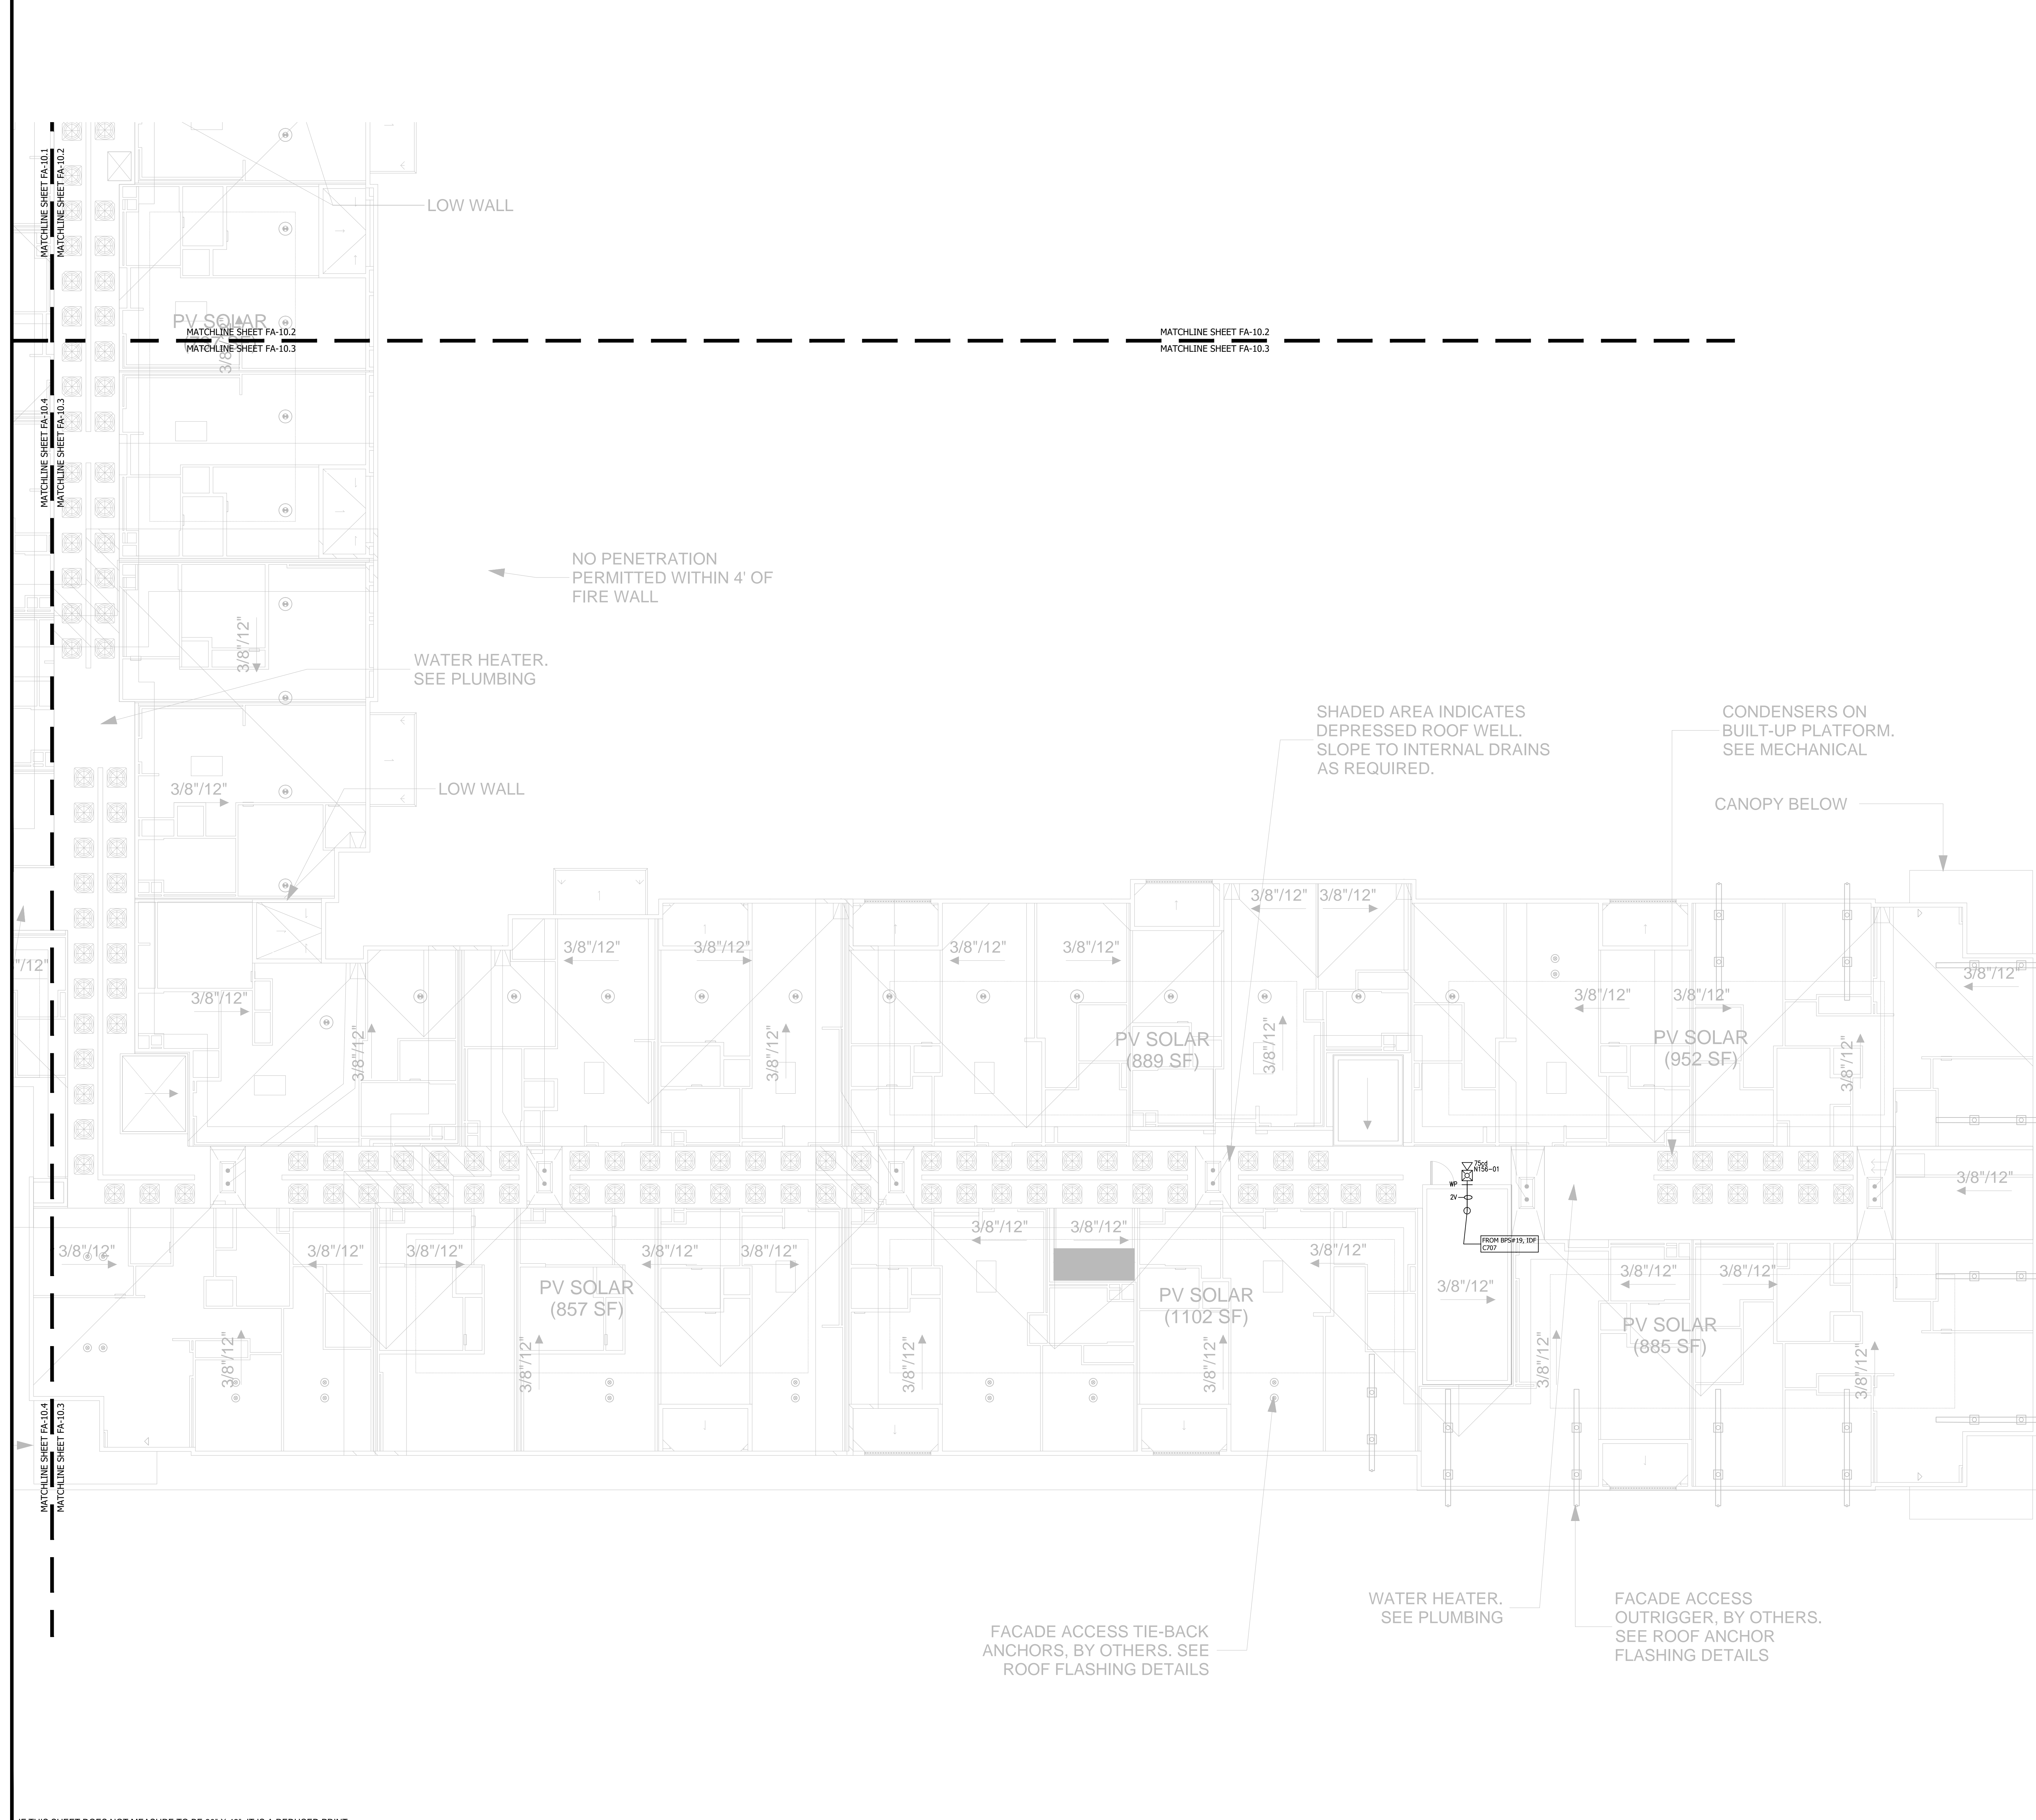 MATCHLINE SHEET FA-10.1
MATCHLINE SHEET FA-10.2
LOW WALL
PV SOLAR
3/8"/12"
MATCHLINE SHEET FA-10.2
MATCHLINE SHEET FA-10.3
MATCHLINE SHEET FA-10.2
MATCHLINE SHEET FA-10.3
MATCHLINE SHEET FA-10.4
MATCHLINE SHEET FA-10.3
NO PENETRATION
PERMITTED WITHIN 4' OF
FIRE WALL
3/8"/12"
WATER HEATER.
SEE PLUMBING
SHADED AREA INDICATES
DEPRESSED ROOF WELL.
SLOPE TO INTERNAL DRAINS
AS REQUIRED.
CONDENSERS ON
BUILT-UP PLATFORM.
SEE MECHANICAL
3/8"/12"
LOW WALL
CANOPY BELOW
3/8"/12"
3/8"/12"
3/8"/12"
3/8"/12"
3/8"/12"
3/8"/12"
"/12"
3/8"/12"
3/8"/12"
3/8"/12"
3/8"/12"
3/8"/12"
3/8"/12"
PV SOLAR
(889 SF)
3/8"/12"
PV SOLAR
(952 SF)
3/8"/12"
75cd
N156-01
WP
2V
3/8"/12"
FROM BPS#19, IDF
C707
3/8"/12"
3/8"/12"
3/8"/12"
3/8"/12"
3/8"/12"
3/8"/12"
3/8"/12"
3/8"/12"
PV SOLAR
(857 SF)
PV SOLAR
(1102 SF)
3/8"/12"
3/8"/12"
3/8"/12"
PV SOLAR
(885 SF)
3/8"/12"
3/8"/12"
3/8"/12"
3/8"/12"
3/8"/12"
3/8"/12"
MATCHLINE SHEET FA-10.4
MATCHLINE SHEET FA-10.3
FACADE ACCESS TIE-BACK
ANCHORS, BY OTHERS. SEE
ROOF FLASHING DETAILS
WATER HEATER.
SEE PLUMBING
FACADE ACCESS
OUTRIGGER, BY OTHERS.
SEE ROOF ANCHOR
FLASHING DETAILS